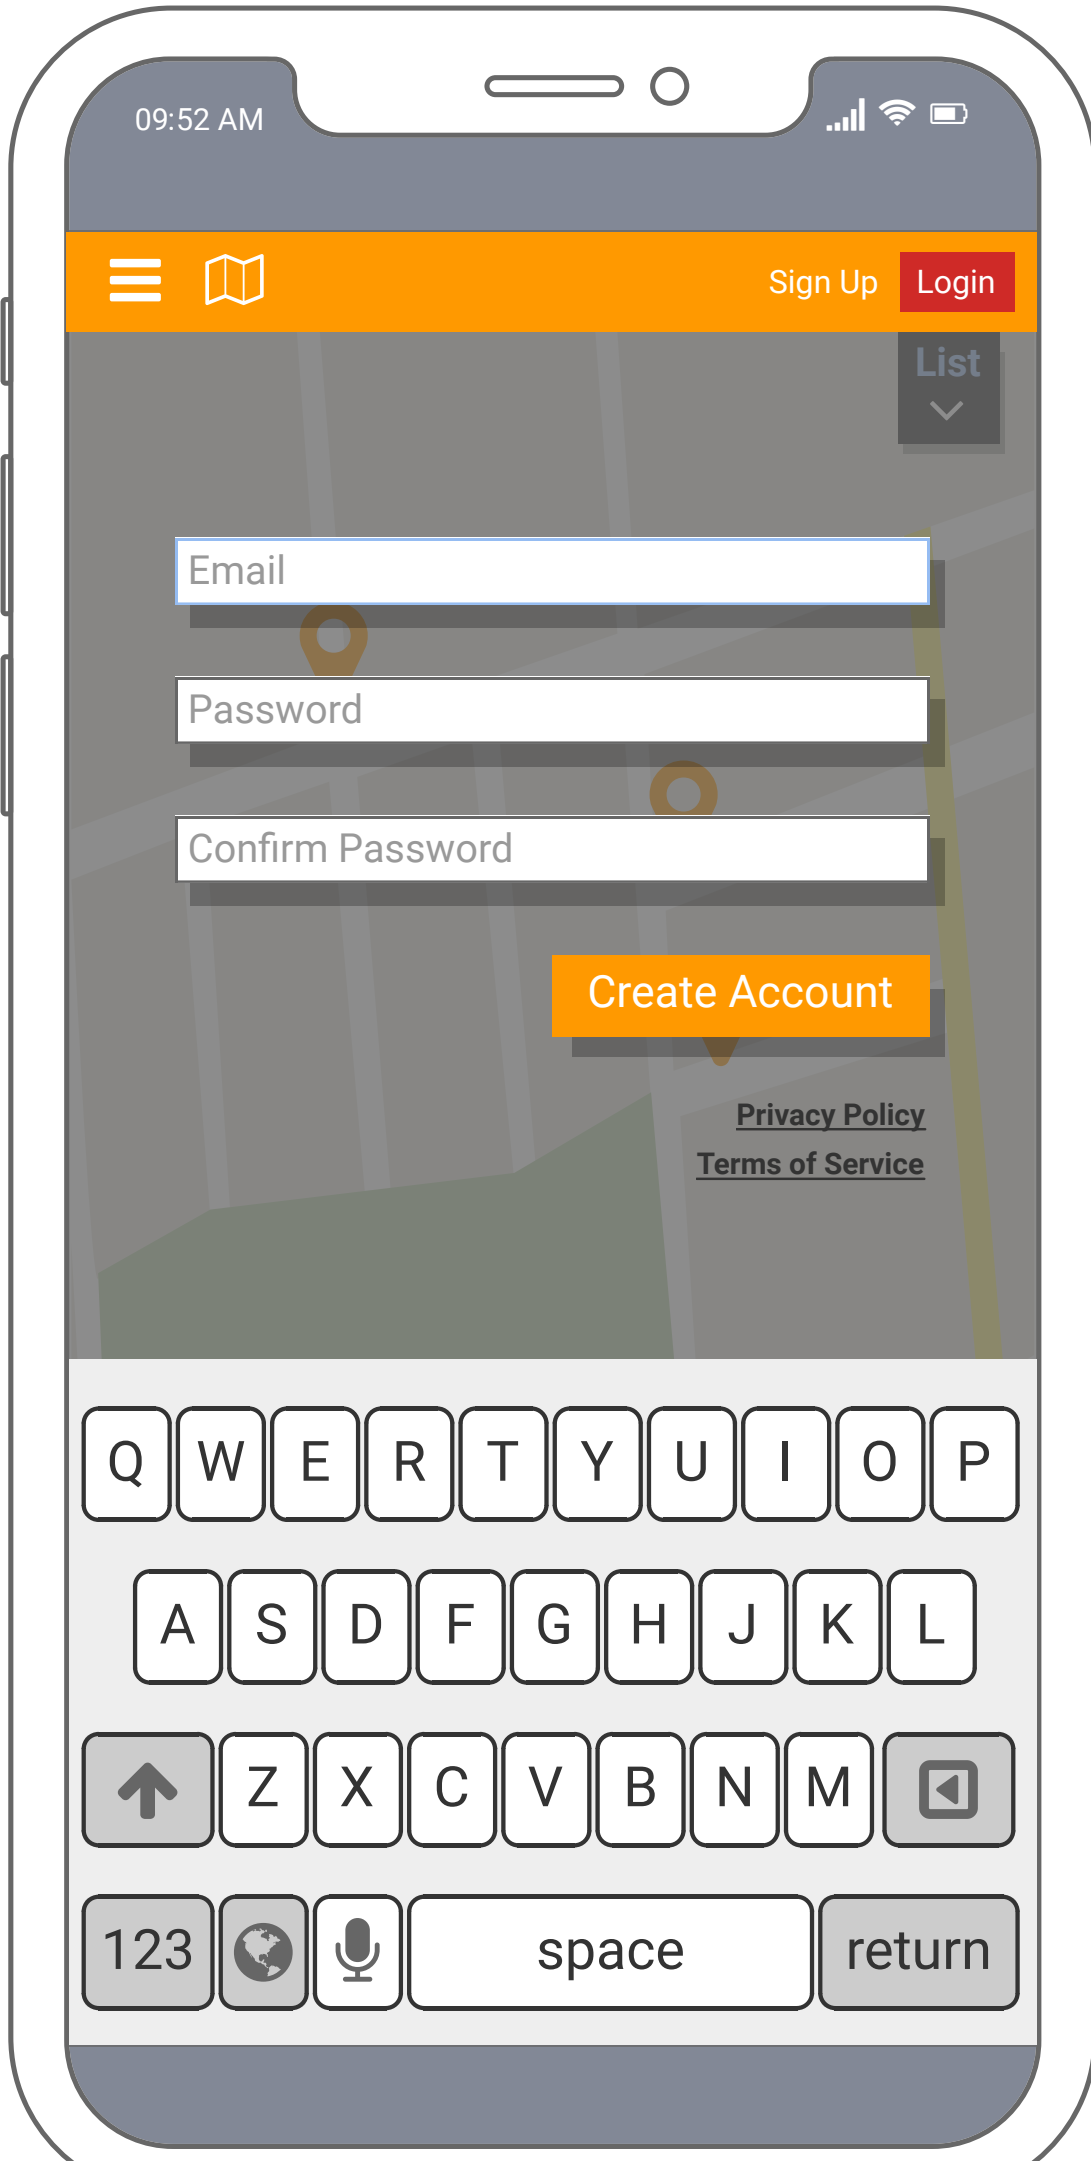 09:52 AM
Sign Up Login
List
Email
Password
Confirm Password
Create Account
Privacy Policy
Terms of Service
Q W E R T Y U I O P
A S D F G H J K L
Z X C V B N M
123 space return